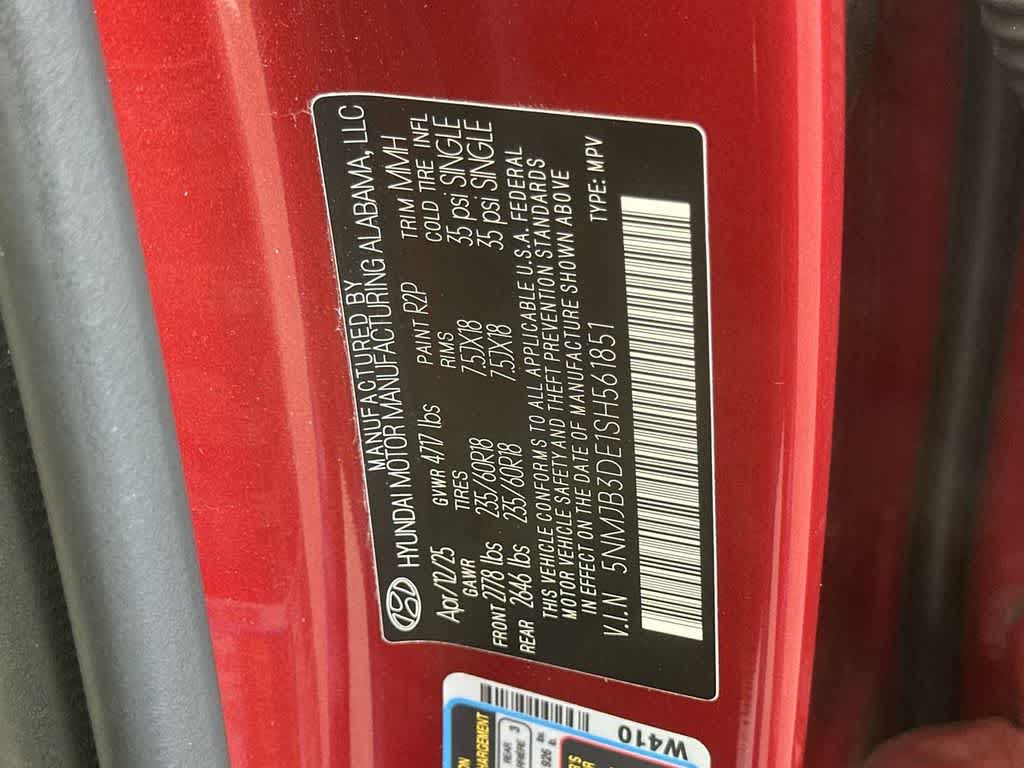 MANUFACTURED BY
HYUNDAI MOTOR MANUFACTURING ALABAMA, LLC
Apr/12/25 GVWR 4717 lbs PAINT R2P TRIM MMH
GAWR TIRES RIMS COLD TIRE INFL
FRONT 2778 lbs 235/60R18 7.5JX18 35 psi SINGLE
REAR 2646 lbs 235/60R18 7.5JX18 35 psi SINGLE
THIS VEHICLE CONFORMS TO ALL APPLICABLE U.S.A. FEDERAL
MOTOR VEHICLE SAFETY AND THEFT PREVENTION STANDARDS
IN EFFECT ON THE DATE OF MANUFACTURE SHOWN ABOVE
V.I.N 5NMJB3DE1SH561851 TYPE: MPV
W410
REAR 3